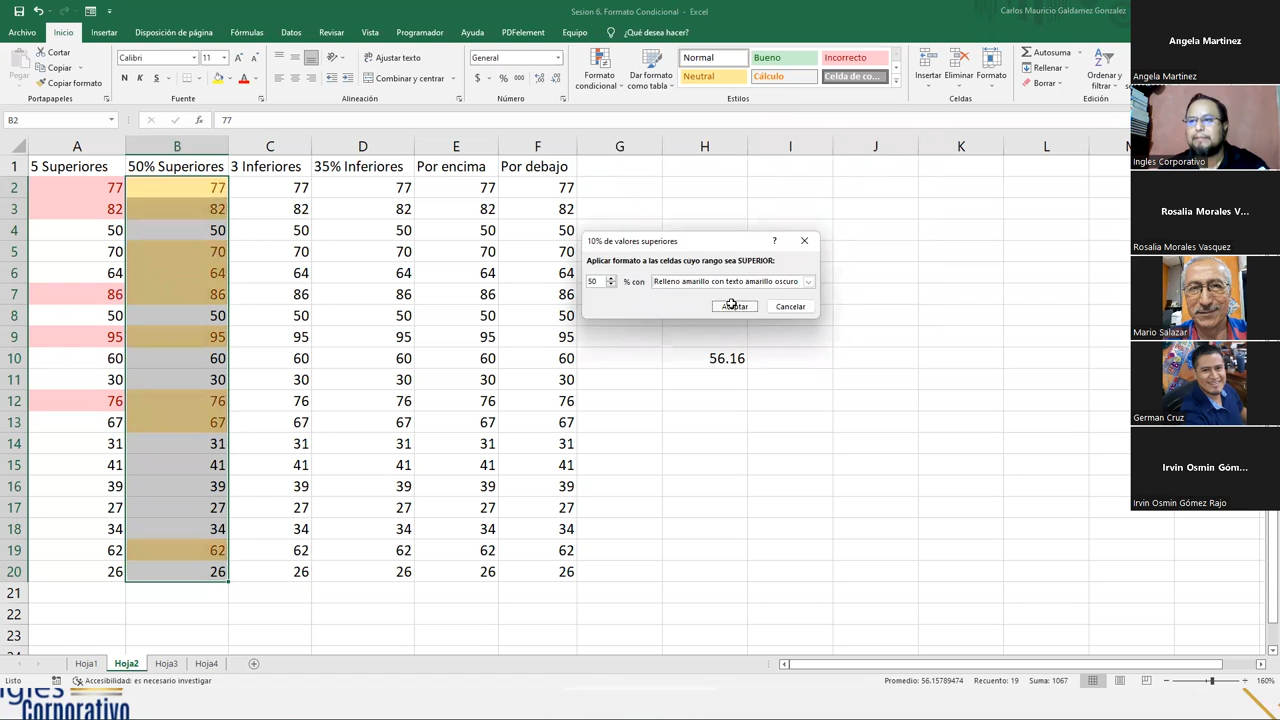 Sesion 6. Formato Condicional - Excel
Carlos Mauricio Galdamez Gonzalez
Archivo Inicio Insertar Disposición de página Fórmulas Datos Revisar Vista Programador Ayuda PDFelement Equipo ¿Qué desea hacer?
Pegar
Cortar
Copiar
Copiar formato
Portapapeles
Calibri 11
N K S
Fuente
Ajustar texto
Combinar y centrar
Alineación
General
$ % 000
Número
Formato condicional
Dar formato como tabla
Normal Bueno Incorrecto
Neutral Cálculo Celda de co...
Estilos
Insertar Eliminar Formato
Celdas
Autosuma
Rellenar
Borrar
Ordenar y filtrar
Edición
B2 fx 77
A B C D E F G H I J K L M
1 5 Superiores 50% Superiores 3 Inferiores 35% Inferiores Por encima Por debajo
2 77 77 77 77 77 77
3 82 82 82 82 82 82
4 50 50 50 50 50 50
5 70 70 70 70 70 70
6 64 64 64 64 64 64
7 86 86 86 86 86 86
8 50 50 50 50 50 50
9 95 95 95 95 95 95
10 60 60 60 60 60 60 56.16
11 30 30 30 30 30 30
12 76 76 76 76 76 76
13 67 67 67 67 67 67
14 31 31 31 31 31 31
15 41 41 41 41 41 41
16 39 39 39 39 39 39
17 27 27 27 27 27 27
18 34 34 34 34 34 34
19 62 62 62 62 62 62
20 26 26 26 26 26 26
21
22
23
10% de valores superiores ?
Aplicar formato a las celdas cuyo rango sea SUPERIOR:
50 % con Relleno amarillo con texto amarillo oscuro
Aceptar Cancelar
Angela Martinez
Angela Martinez
Ingles Corporativo
Rosalia Morales V...
Rosalia Morales Vasquez
Mario Salazar
German Cruz
Irvin Osmin Góm...
Irvin Osmin Gómez Rajo
Hoja1 Hoja2 Hoja3 Hoja4
Listo Accesibilidad: es necesario investigar Promedio: 56.15789474 Recuento: 19 Suma: 1067 160%
Ingles
Corporativo